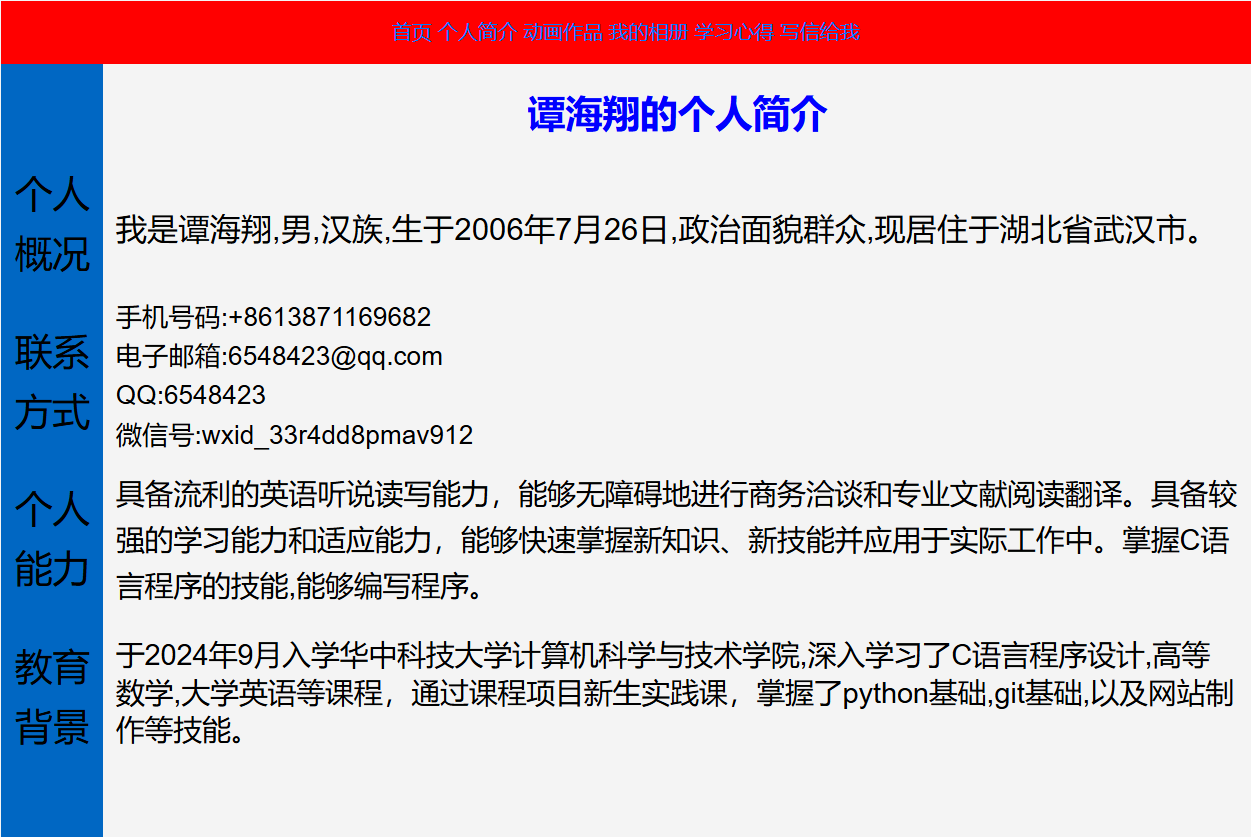 首页 个人简介 动画作品 我的相册 学习心得 写信给我
谭海翔的个人简介
个人
概况
我是谭海翔,男,汉族,生于2006年7月26日,政治面貌群众,现居住于湖北省武汉市。
联系
方式
手机号码:+8613871169682
电子邮箱:6548423@qq.com
QQ:6548423
微信号:wxid_33r4dd8pmav912
个人
能力
具备流利的英语听说读写能力，能够无障碍地进行商务洽谈和专业文献阅读翻译。具备较
强的学习能力和适应能力，能够快速掌握新知识、新技能并应用于实际工作中。掌握C语
言程序的技能,能够编写程序。
教育
背景
于2024年9月入学华中科技大学计算机科学与技术学院,深入学习了C语言程序设计,高等
数学,大学英语等课程，通过课程项目新生实践课，掌握了python基础,git基础,以及网站制
作等技能。